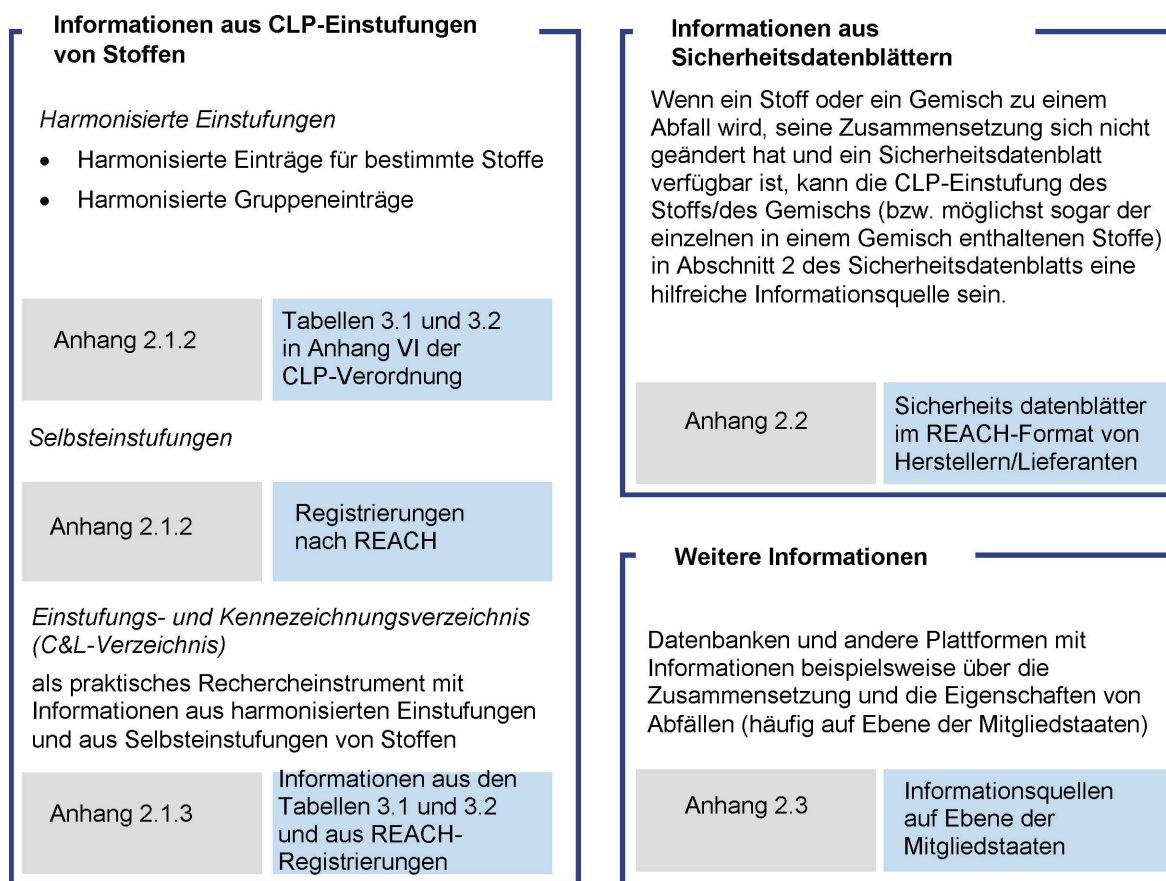 Informationen aus CLP-Einstufungen
von Stoffen
Harmonisierte Einstufungen
• Harmonisierte Einträge für bestimmte Stoffe
• Harmonisierte Gruppeneinträge
Anhang 2.1.2
Tabellen 3.1 und 3.2
in Anhang VI der
CLP-Verordnung
Selbsteinstufungen
Anhang 2.1.2
Registrierungen
nach REACH
Einstufungs- und Kennezeichnungsverzeichnis
(C&L-Verzeichnis)
als praktisches Rechercheinstrument mit
Informationen aus harmonisierten Einstufungen
und aus Selbsteinstufungen von Stoffen
Anhang 2.1.3
Informationen aus den
Tabellen 3.1 und 3.2
und aus REACH-
Registrierungen
Informationen aus
Sicherheitsdatenblättern
Wenn ein Stoff oder ein Gemisch zu einem
Abfall wird, seine Zusammensetzung sich nicht
geändert hat und ein Sicherheitsdatenblatt
verfügbar ist, kann die CLP-Einstufung des
Stoffs/des Gemischs (bzw. möglichst sogar der
einzelnen in einem Gemisch enthaltenen Stoffe)
in Abschnitt 2 des Sicherheitsdatenblatts eine
hilfreiche Informationsquelle sein.
Anhang 2.2
Sicherheits datenblätter
im REACH-Format von
Herstellern/Lieferanten
Weitere Informationen
Datenbanken und andere Plattformen mit
Informationen beispielsweise über die
Zusammensetzung und die Eigenschaften von
Abfällen (häufig auf Ebene der Mitgliedstaaten)
Anhang 2.3
Informationsquellen
auf Ebene der
Mitgliedstaaten